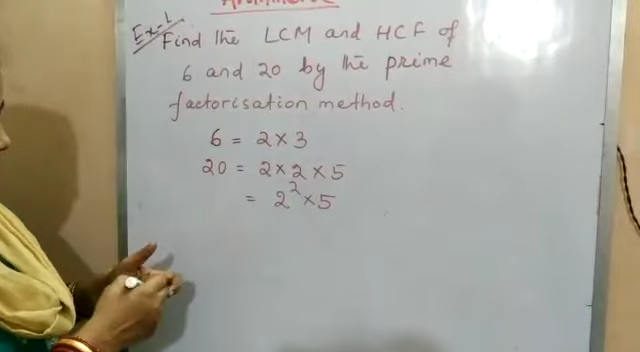 Ex-1
Find the LCM and HCF of
6 and 20 by the prime
factorisation method.
6 = 2×3
20 = 2×2×5
= 2²×5